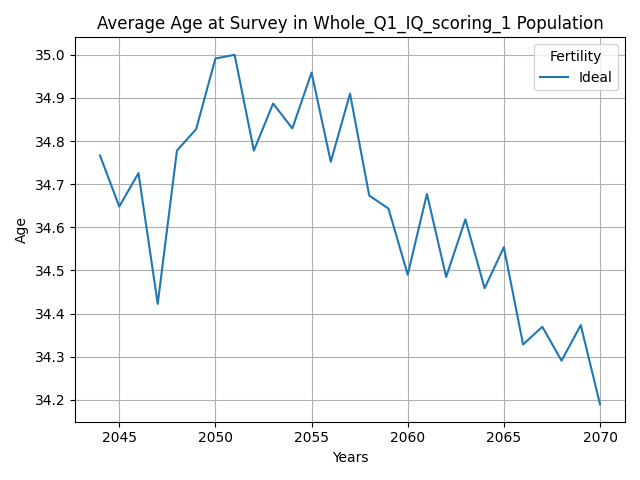 Average Age at Survey in Whole_Q1_IQ_scoring_1 Population
Fertility
Ideal
35.0
34.9
34.8
34.7
34.6
34.5
34.4
34.3
34.2
Age
2045 2050 2055 2060 2065 2070
Years